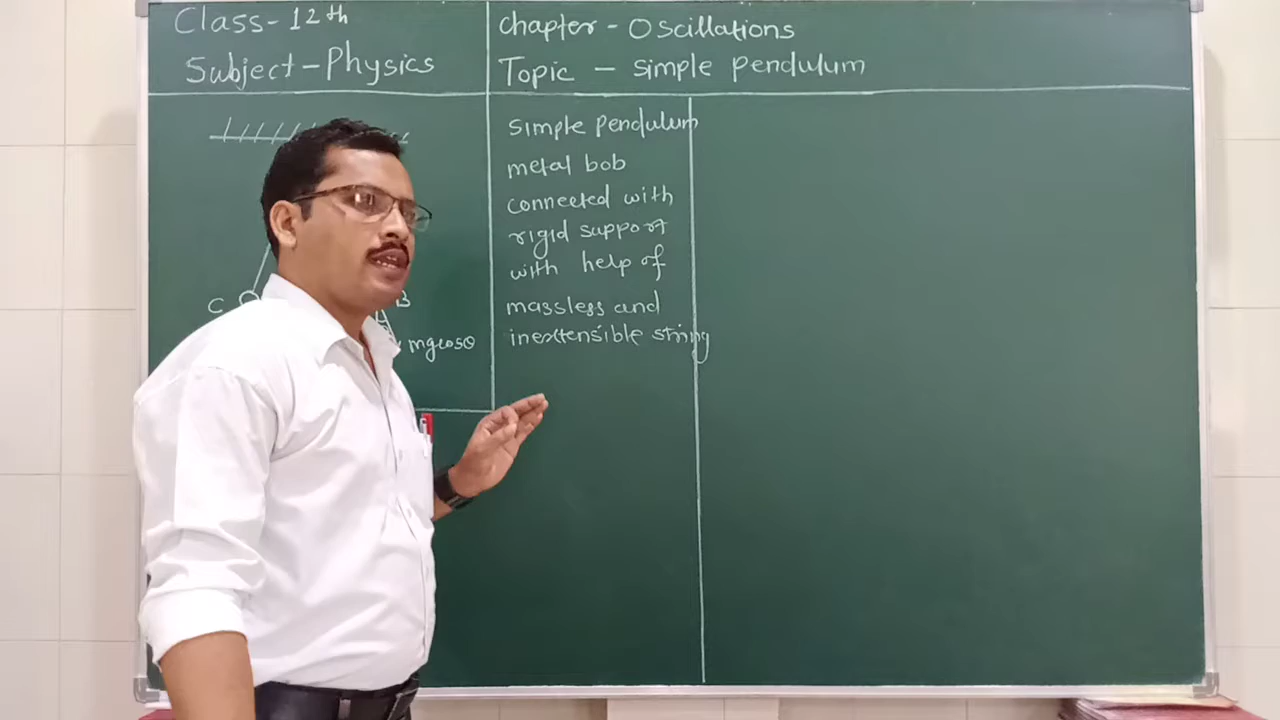 Class-12th
Subject-Physics
Chapter - Oscillations
Topic - Simple pendulum
C
B
mgcosθ
Simple pendulum
metal bob
connected with
rigid support
with help of
massless and
inextensible string